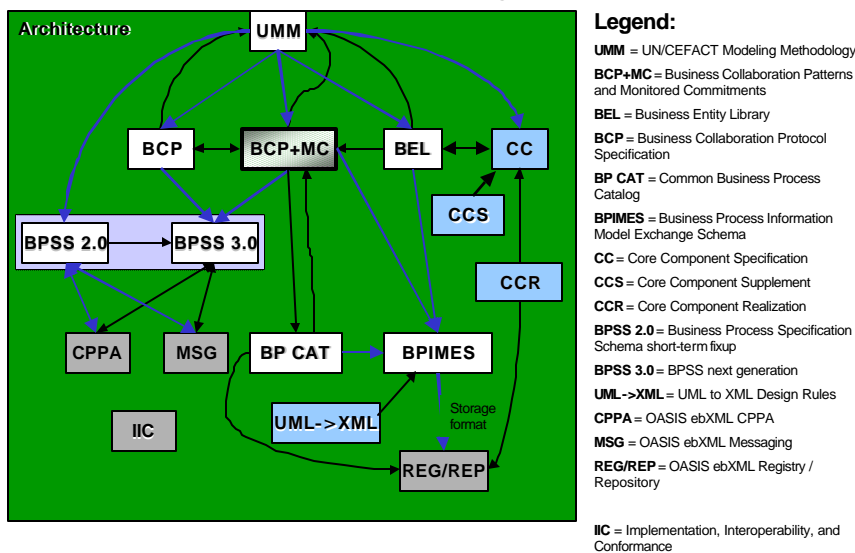 Architecture
UMM
BCP
BCP+MC
BEL
CC
CCS
BPSS 2.0
BPSS 3.0
CCR
CPPA
MSG
BP CAT
BPIMES
Storage
format
IIC
UML->XML
REG/REP
Legend:
UMM = UN/CEFACT Modeling Methodology
BCP+MC = Business Collaboration Patterns
and Monitored Commitments
BEL = Business Entity Library
BCP = Business Collaboration Protocol
Specification
BP CAT = Common Business Process
Catalog
BPIMES = Business Process Information
Model Exchange Schema
CC = Core Component Specification
CCS = Core Component Supplement
CCR = Core Component Realization
BPSS 2.0 = Business Process Specification
Schema short-term fixup
BPSS 3.0 = BPSS next generation
UML->XML = UML to XML Design Rules
CPPA = OASIS ebXML CPPA
MSG = OASIS ebXML Messaging
REG/REP = OASIS ebXML Registry /
Repository
IIC = Implementation, Interoperability, and
Conformance